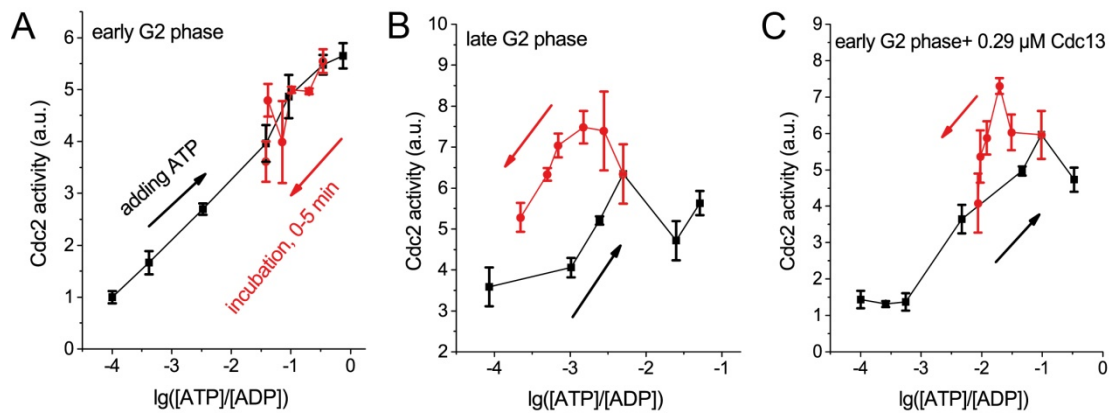 A
early G2 phase
Cdc2 activity (a.u.)
6
5
4
3
2
1
0
adding ATP
incubation, 0-5 min
-4
-3
-2
-1
0
lg([ATP]/[ADP])
B
late G2 phase
Cdc2 activity (a.u.)
10
9
8
7
6
5
4
3
2
-4
-3
-2
-1
lg([ATP]/[ADP])
C
early G2 phase+ 0.29 μM Cdc13
Cdc2 activity (a.u.)
9
8
7
6
5
4
3
2
1
0
-4
-3
-2
-1
0
lg([ATP]/[ADP])